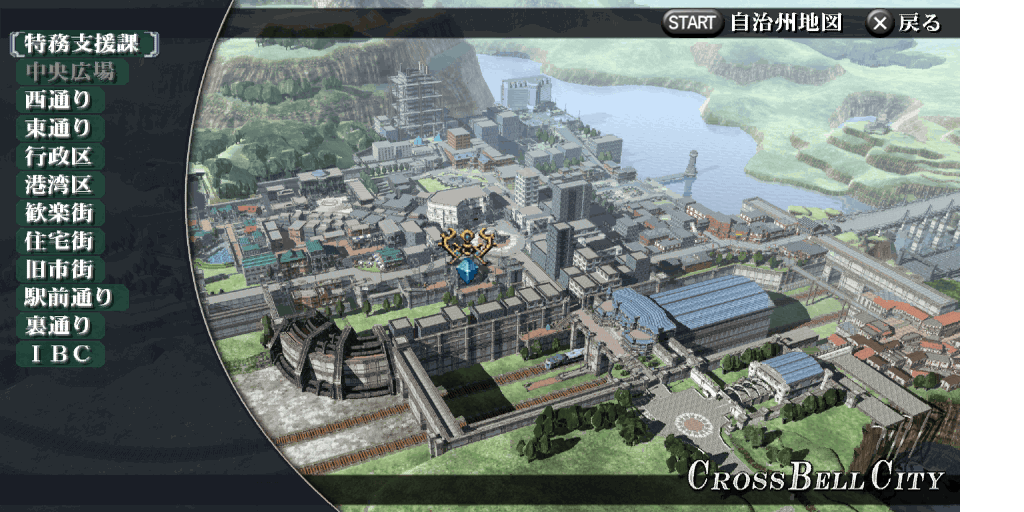 START 自治州地図 × 戻る
特務支援課
中央広場
西通り
東通り
行政区
港湾区
歓楽街
住宅街
旧市街
駅前通り
裏通り
IBC
CROSSBELL CITY